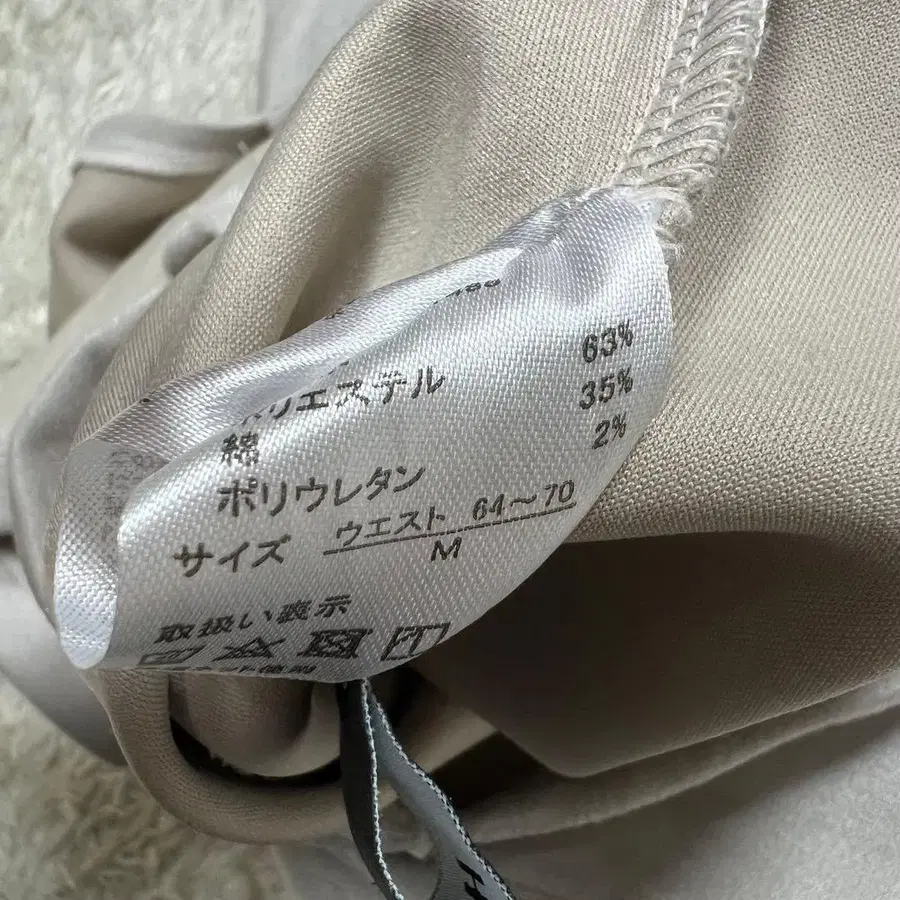 ポリエステル 63%
綿 35%
ポリウレタン 2%
サイズ ウエスト 64～70
M
取扱い表示